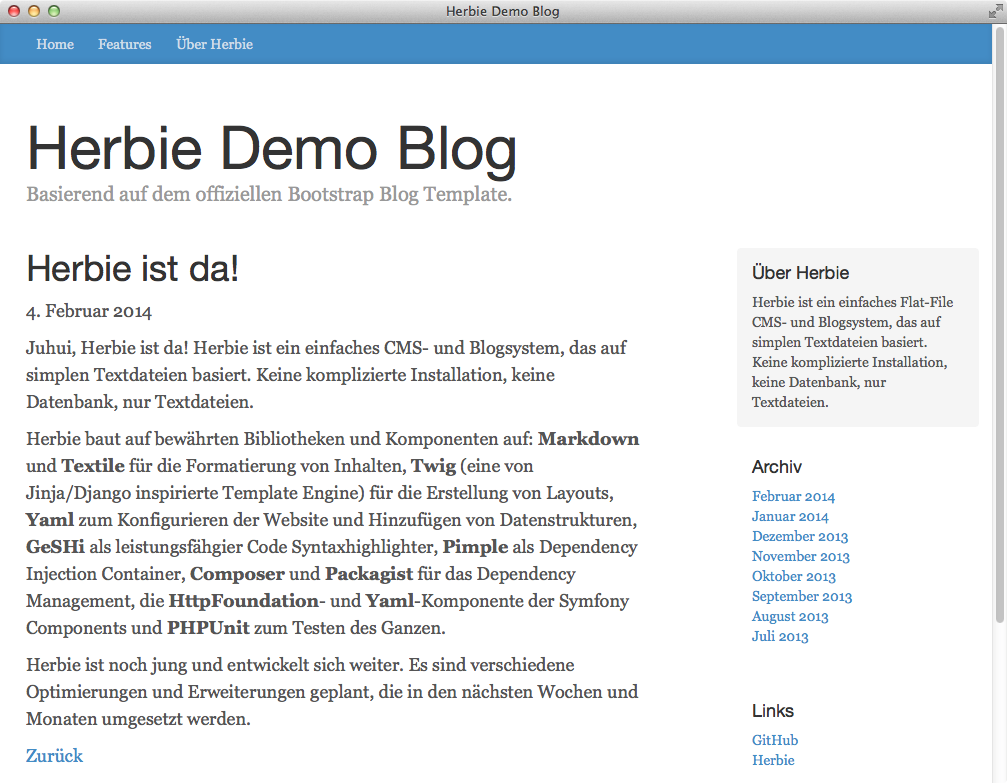 Herbie Demo Blog
Home Features Über Herbie
Herbie Demo Blog
Basierend auf dem offiziellen Bootstrap Blog Template.
Herbie ist da!
4. Februar 2014
Juhui, Herbie ist da! Herbie ist ein einfaches CMS- und Blogsystem, das auf
simplen Textdateien basiert. Keine komplizierte Installation, keine
Datenbank, nur Textdateien.
Herbie baut auf bewährten Bibliotheken und Komponenten auf: Markdown
und Textile für die Formatierung von Inhalten, Twig (eine von
Jinja/Django inspirierte Template Engine) für die Erstellung von Layouts,
Yaml zum Konfigurieren der Website und Hinzufügen von Datenstrukturen,
GeSHi als leistungsfähgier Code Syntaxhighlighter, Pimple als Dependency
Injection Container, Composer und Packagist für das Dependency
Management, die HttpFoundation- und Yaml-Komponente der Symfony
Components und PHPUnit zum Testen des Ganzen.
Herbie ist noch jung und entwickelt sich weiter. Es sind verschiedene
Optimierungen und Erweiterungen geplant, die in den nächsten Wochen und
Monaten umgesetzt werden.
Zurück
Über Herbie
Herbie ist ein einfaches Flat-File
CMS- und Blogsystem, das auf
simplen Textdateien basiert.
Keine komplizierte Installation,
keine Datenbank, nur
Textdateien.
Archiv
Februar 2014
Januar 2014
Dezember 2013
November 2013
Oktober 2013
September 2013
August 2013
Juli 2013
Links
GitHub
Herbie